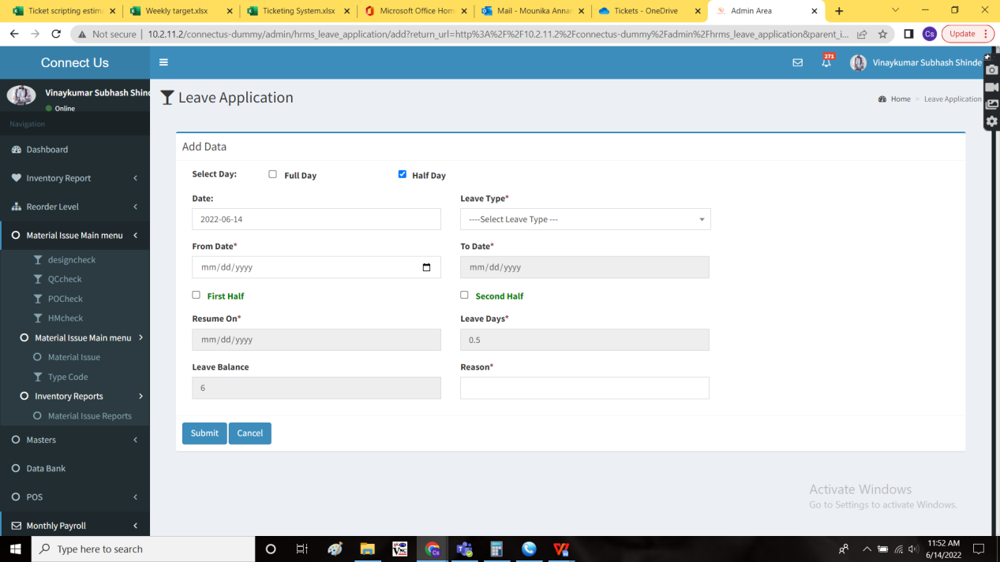 Ticket scripting estima
Weekly target.xlsx
Ticketing System.xlsx
Microsoft Office Hom
Mail - Mounika Annar
Tickets - OneDrive
Admin Area
Not secure | 10.2.11.2/connectus-dummy/admin/hrms_leave_application/add?return_url=http%3A%2F%2F10.2.11.2%2Fconnectus-dummy%2Fadmin%2Fhrms_leave_application&parent_i...
Cs
Update
Connect Us
271
Vinaykumar Subhash Shinde
Vinaykumar Subhash Shind
Online
Navigation
Dashboard
Inventory Report
Reorder Level
Material Issue Main menu
designcheck
QCcheck
POCheck
HMcheck
Material Issue Main menu
Material Issue
Type Code
Inventory Reports
Material Issue Reports
Masters
Data Bank
POS
Monthly Payroll
Leave Application
Home > Leave Application
Add Data
Select Day: Full Day Half Day
Date: Leave Type*
2022-06-14 ----Select Leave Type ---
From Date* To Date*
mm/dd/yyyy mm/dd/yyyy
First Half Second Half
Resume On* Leave Days*
mm/dd/yyyy 0.5
Leave Balance Reason*
6
Submit Cancel
Activate Windows
Go to Settings to activate Windows.
Type here to search
11:52 AM
6/14/2022